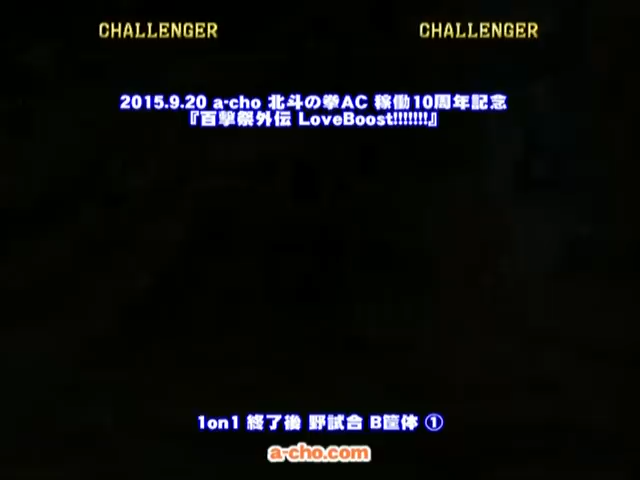 CHALLENGER CHALLENGER
2015.9.20 a-cho 北斗の拳AC 稼働10周年記念
『百撃祭外伝 LoveBoost!!!!!!!』
1on1 終了後 野試合 B筐体 ①
a-cho.com